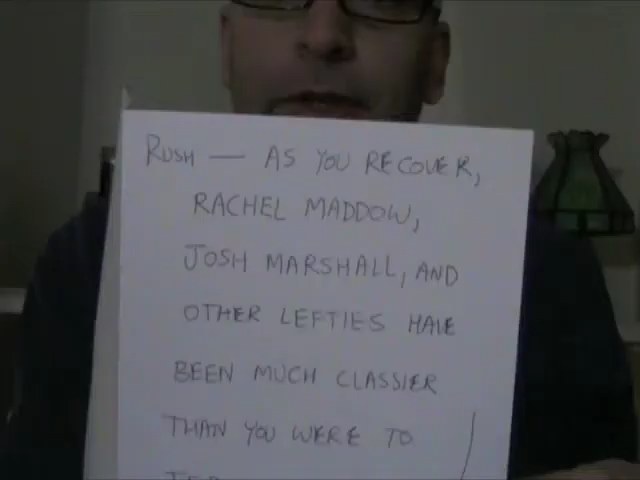 RUSH — AS YOU RECOVER,
RACHEL MADDOW,
JOSH MARSHALL, AND
OTHER LEFTIES HAVE
BEEN MUCH CLASSIER
THAN YOU WERE TO